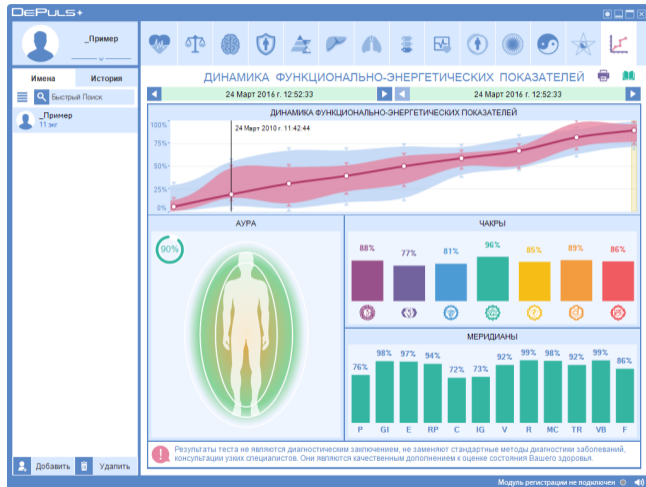 DePuls+
_Пример
Имена
История
Быстрый Поиск
_Пример
11 экг
ДИНАМИКА ФУНКЦИОНАЛЬНО-ЭНЕРГЕТИЧЕСКИХ ПОКАЗАТЕЛЕЙ
24 Март 2016 г. 12:52:33
24 Март 2016 г. 12:52:33
ДИНАМИКА ФУНКЦИОНАЛЬНО-ЭНЕРГЕТИЧЕСКИХ ПОКАЗАТЕЛЕЙ
100%
24 Март 2010 г. 11:42:44
75%
50%
25%
0%
АУРА
90%
ЧАКРЫ
88% 77% 81% 96% 85% 89% 86%
МЕРИДИАНЫ
76% 98% 97% 94% 72% 73% 92% 99% 98% 92% 99% 86%
P GI E RP C IG V R MC TR VB F
Результаты теста не являются диагностическим заключением, не заменяют стандартные методы диагностики заболеваний,
консультации узких специалистов. Они являются качественным дополнением к оценке состояния Вашего здоровья.
Добавить
Удалить
Модуль регистрации не подключен